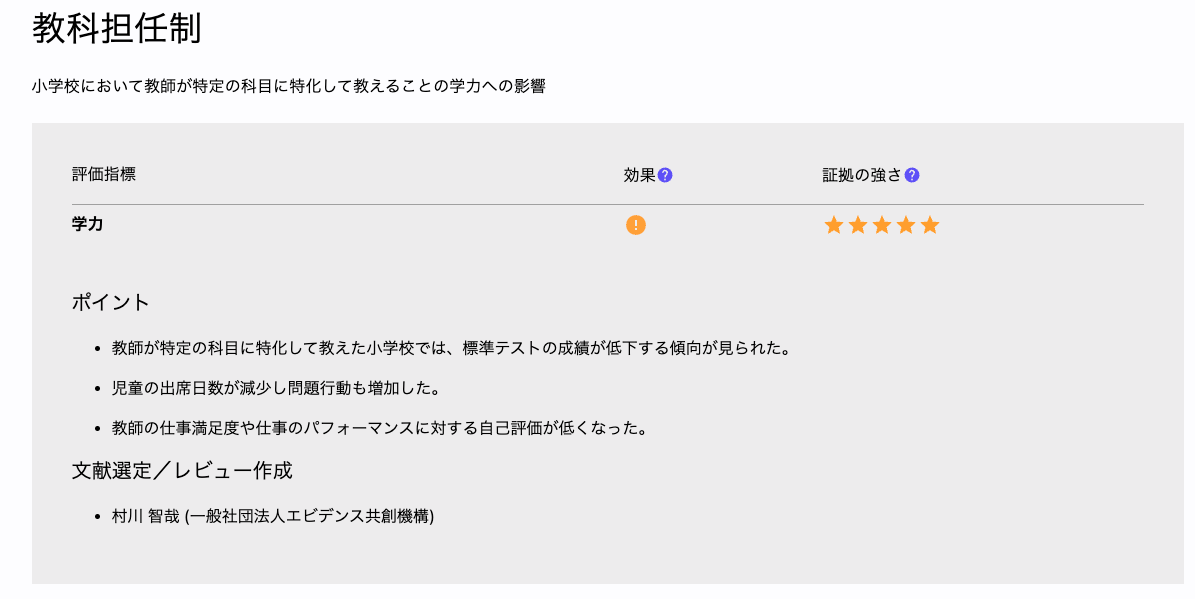 教科担任制
小学校において教師が特定の科目に特化して教えることの学力への影響
評価指標 効果? 証拠の強さ?
学力 ! ★★★★★
ポイント
• 教師が特定の科目に特化して教えた小学校では、標準テストの成績が低下する傾向が見られた。
• 児童の出席日数が減少し問題行動も増加した。
• 教師の仕事満足度や仕事のパフォーマンスに対する自己評価が低くなった。
文献選定／レビュー作成
• 村川 智哉 (一般社団法人エビデンス共創機構)